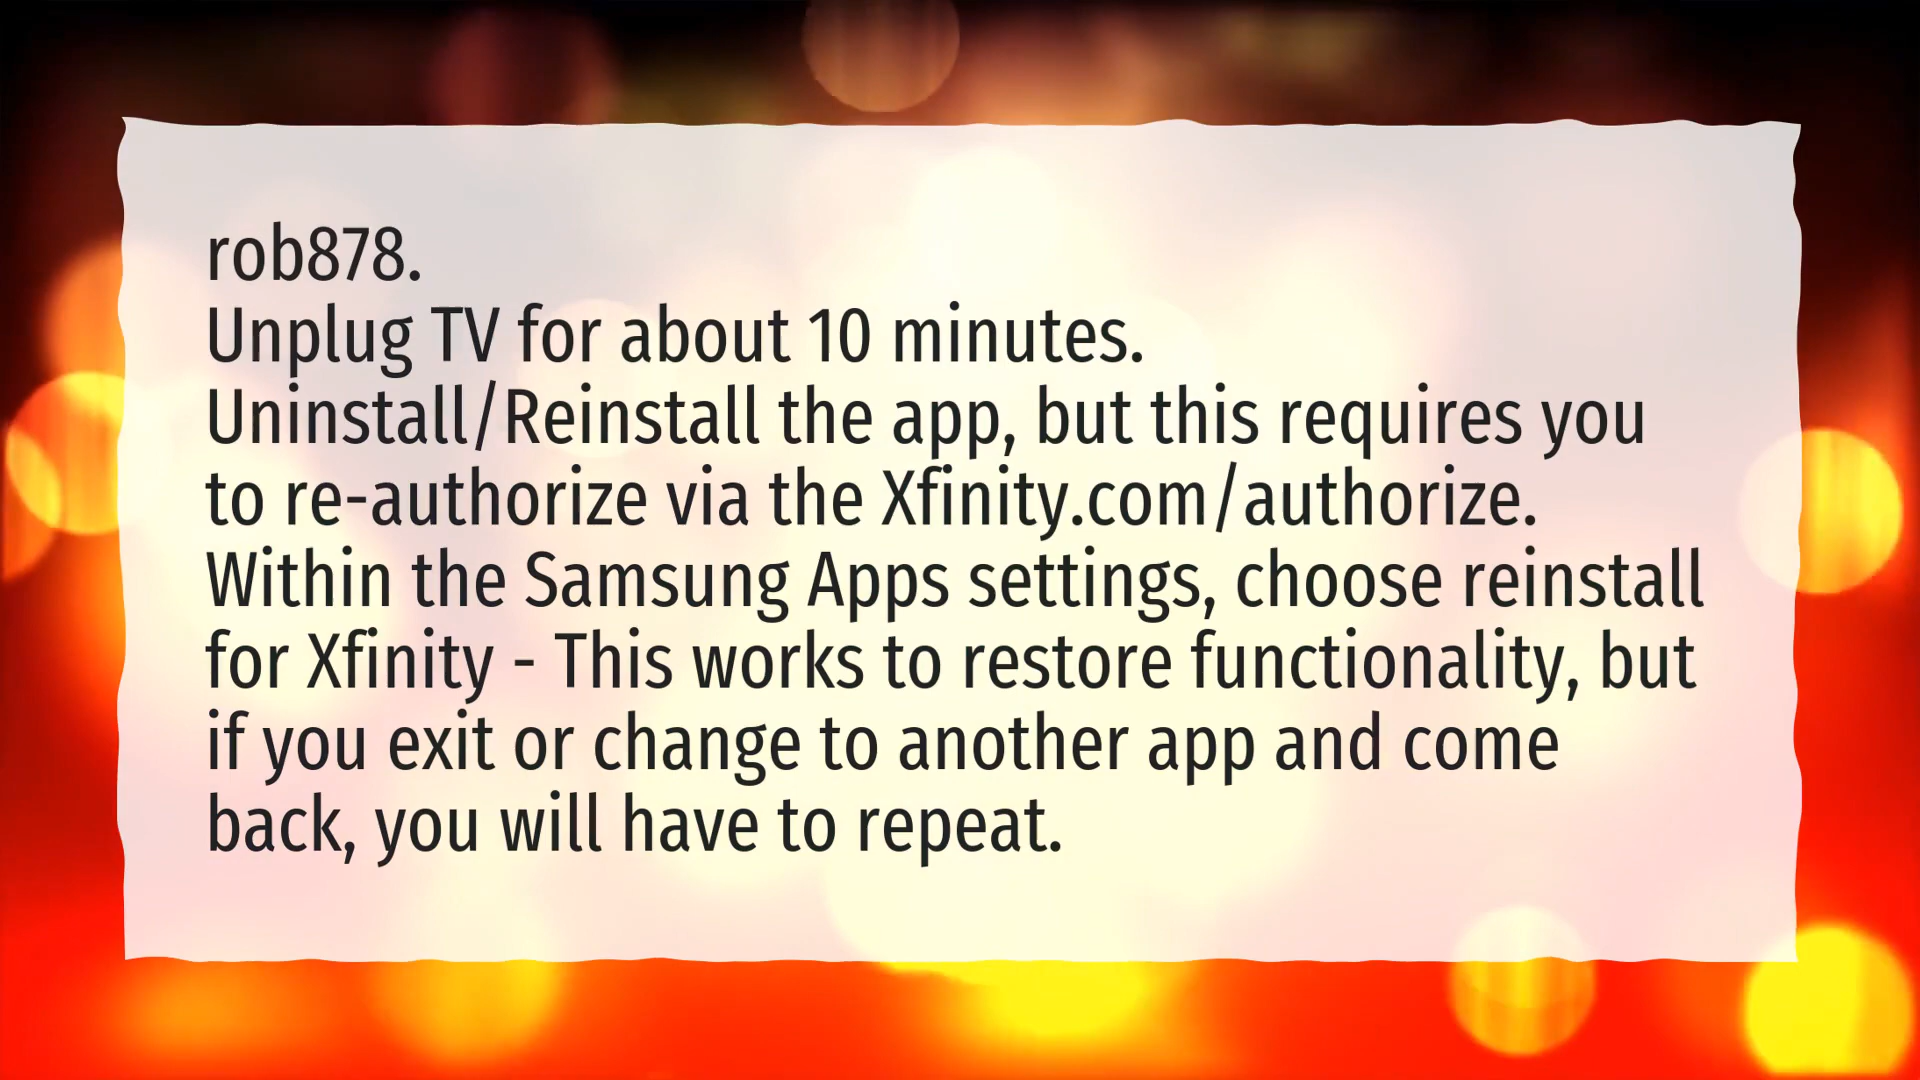 rob878.
Unplug TV for about 10 minutes.
Uninstall/Reinstall the app, but this requires you
to re-authorize via the Xfinity.com/authorize.
Within the Samsung Apps settings, choose reinstall
for Xfinity - This works to restore functionality, but
if you exit or change to another app and come
back, you will have to repeat.